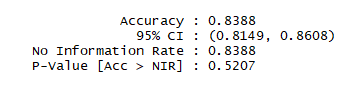 Accuracy : 0.8388
95% CI : (0.8149, 0.8608)
No Information Rate : 0.8388
P-Value [Acc > NIR] : 0.5207